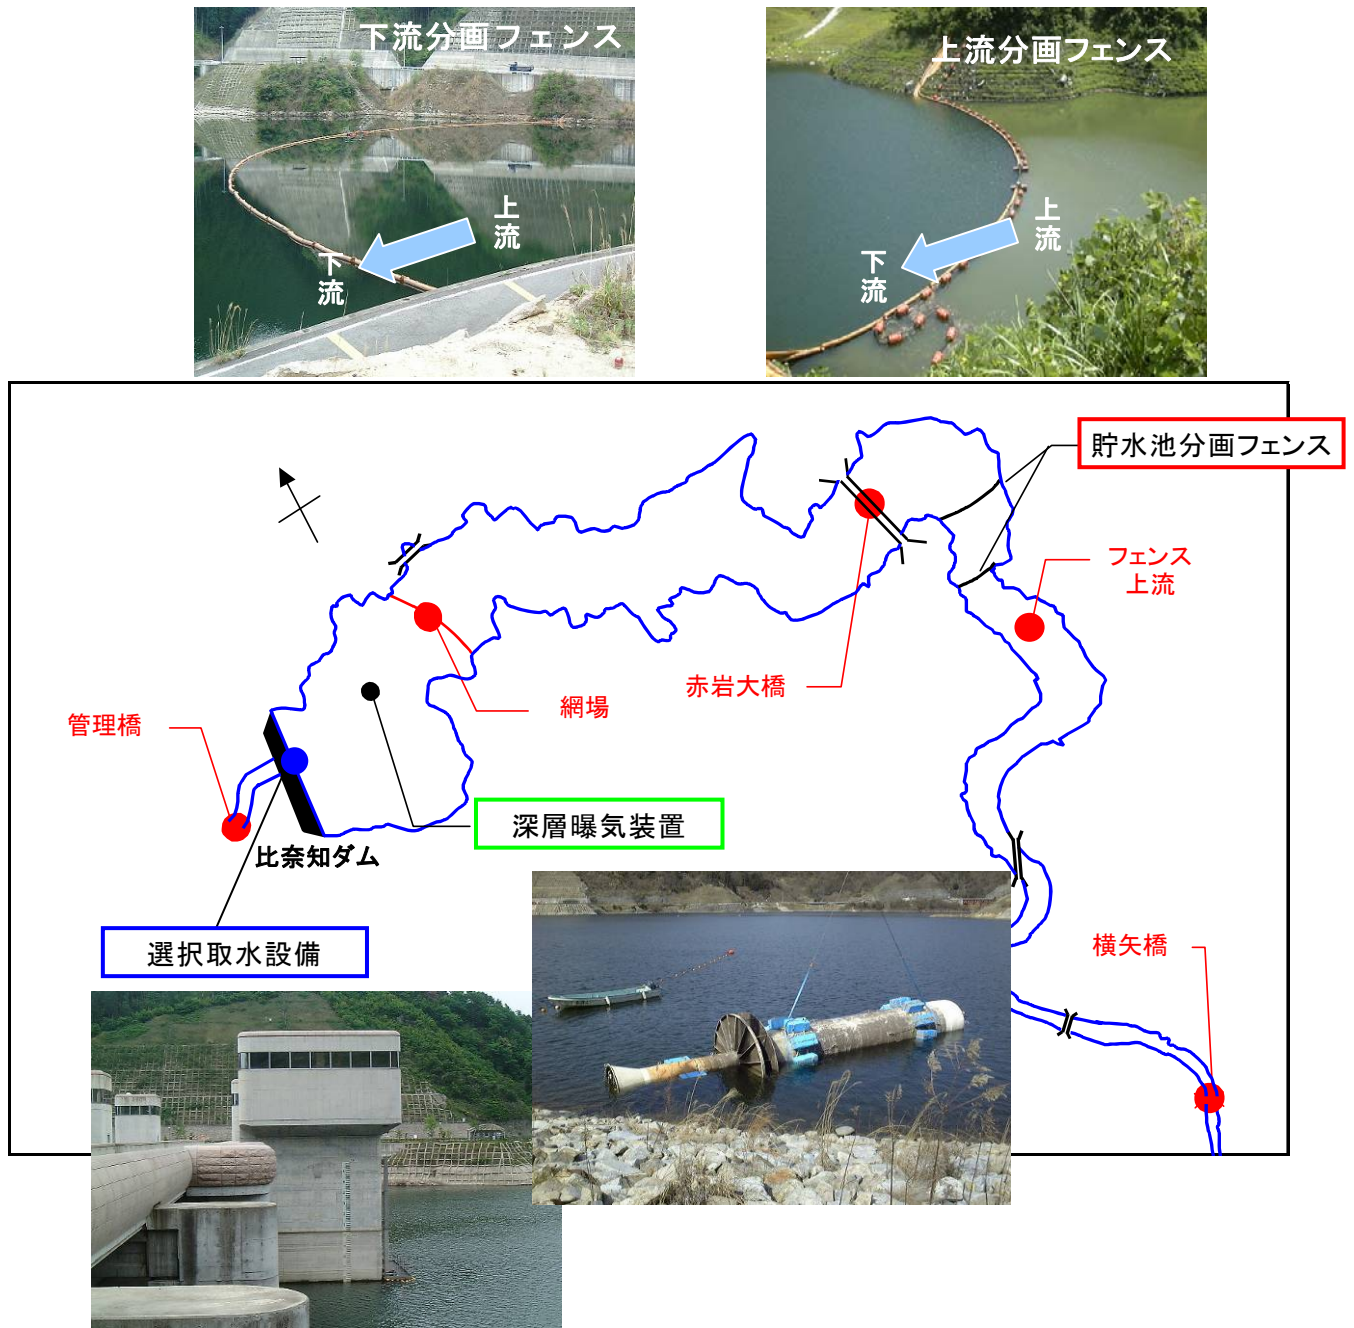 下流分画フェンス
上流
下流
上流分画フェンス
上流
下流
貯水池分画フェンス
フェンス
上流
赤岩大橋
網場
管理橋
深層曝気装置
比奈知ダム
選択取水設備
横矢橋